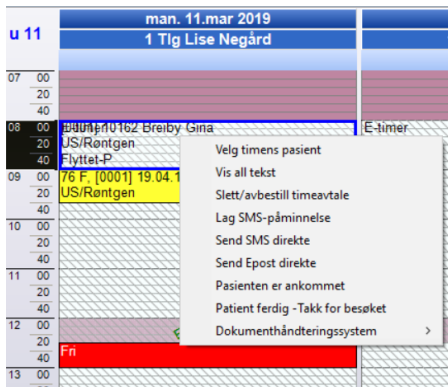 u 11
man. 11.mar 2019
1 Tlg Lise Negård
07 00
20
40
08 00
10162 Breiby Gina
E-timer
20
US/Røntgen
40
Flyttet-P
09 00
76 F, [0001] 19.04.1
20
US/Røntgen
40
10 00
20
40
11 00
20
40
12 00
20
40
Fri
13 00
Velg timens pasient
Vis all tekst
Slett/avbestill timeavtale
Lag SMS-påminnelse
Send SMS direkte
Send Epost direkte
Pasienten er ankommet
Patient ferdig -Takk for besøket
Dokumenthåndteringssystem >